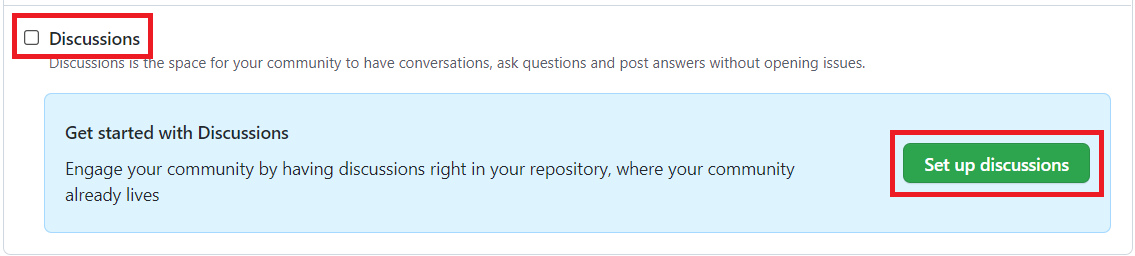 Discussions
Discussions is the space for your community to have conversations, ask questions and post answers without opening issues.
Get started with Discussions
Engage your community by having discussions right in your repository, where your community
already lives
Set up discussions